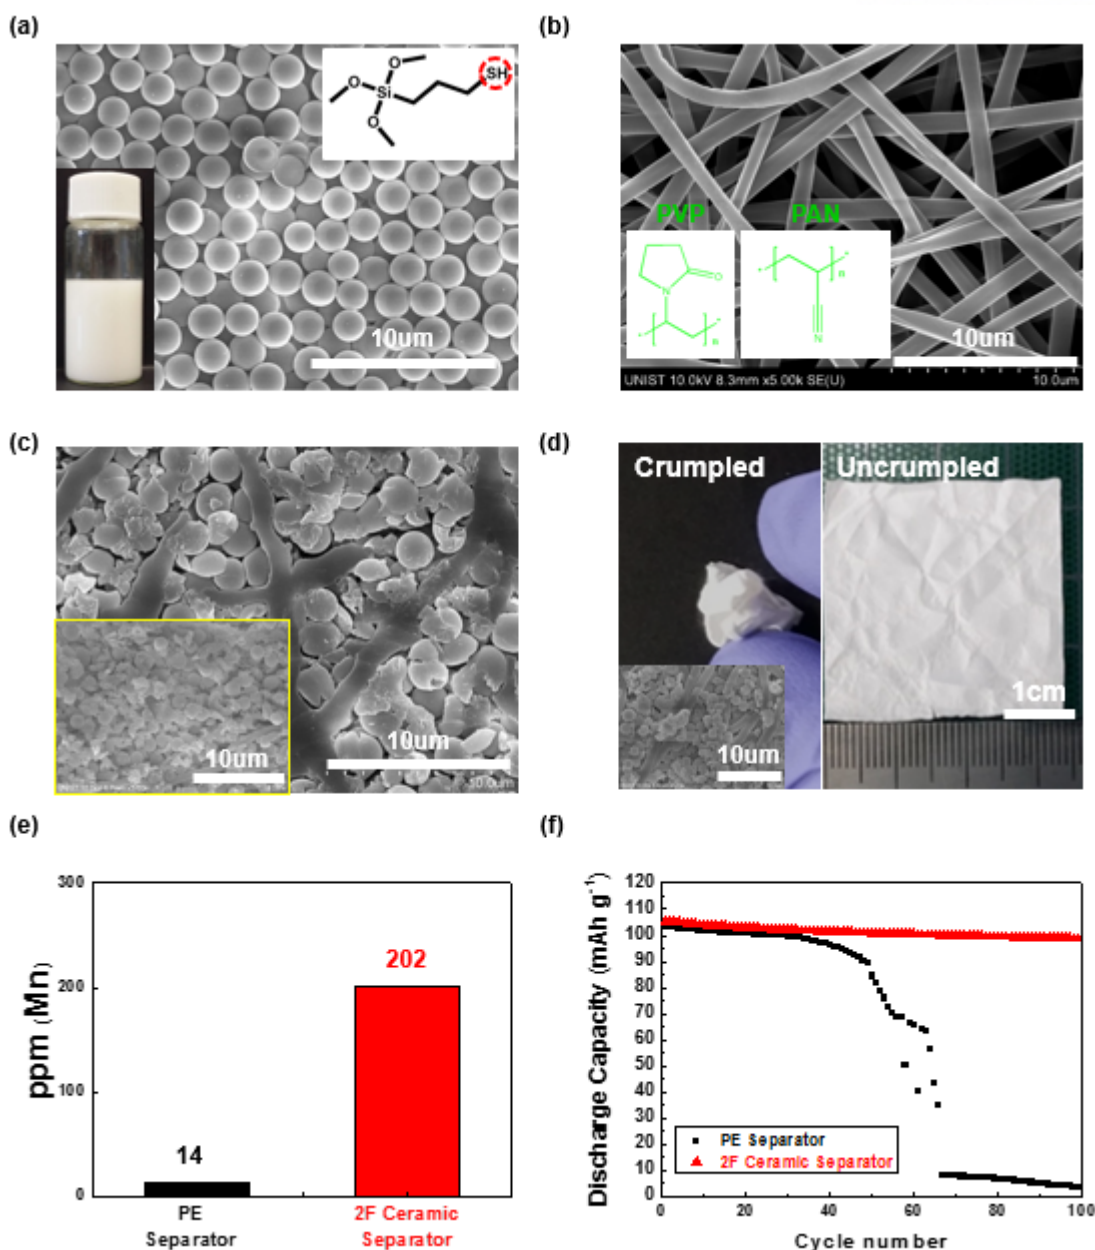 (a)
SH
O
O
Si
O
10um
(b)
PVP
PAN
O
N
n
n
N
10um
UNIST 10.0kV 8.3mm x5.00k SE(U)
10.0um
(c)
10um
10um
(d)
Crumpled
Uncrumpled
10um
1cm
(e)
ppm (Mn)
300
200
100
0
14
202
PE
Separator
2F Ceramic
Separator
(f)
Discharge Capacity (mAh g⁻¹)
120
110
100
90
80
70
60
50
40
30
20
10
0
PE Separator
2F Ceramic Separator
0 20 40 60 80 100
Cycle number